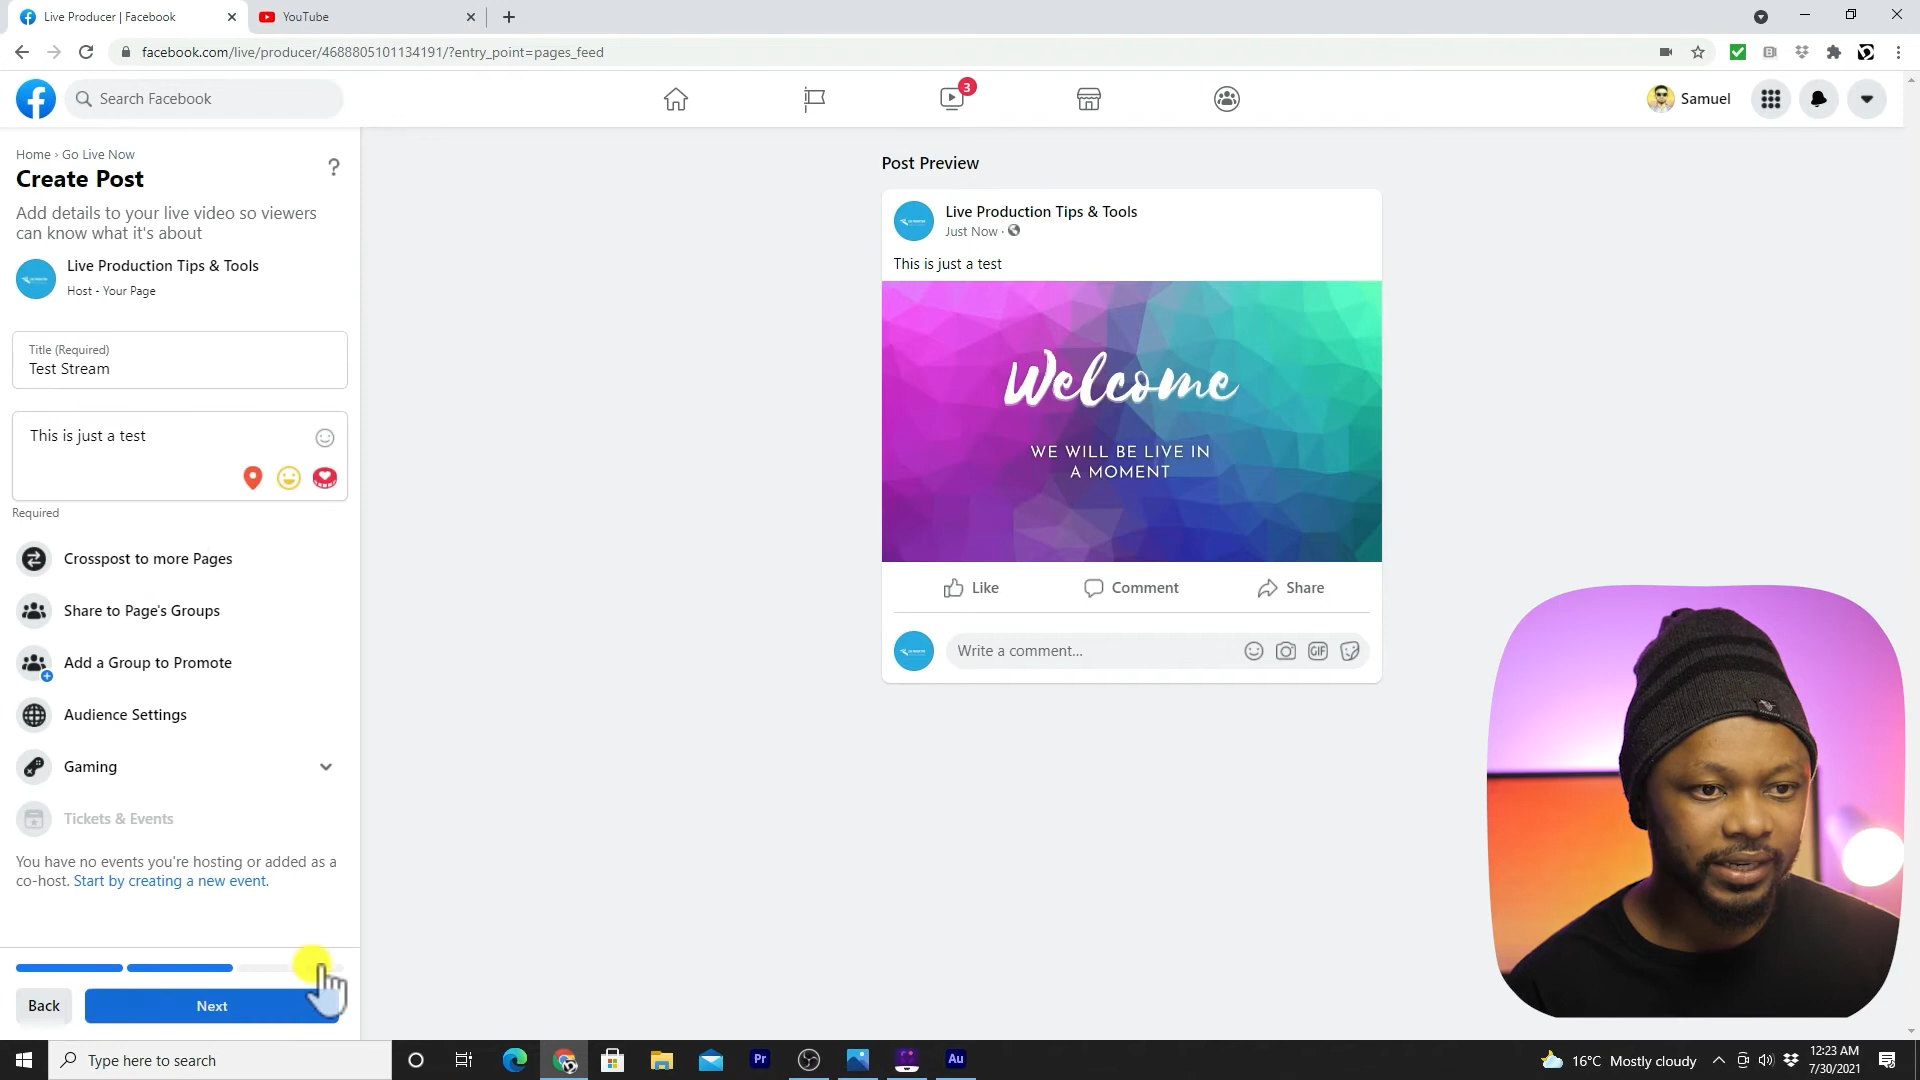 Live Producer | Facebook
YouTube
facebook.com/live/producer/4688805101134191/?entry_point=pages_feed
Search Facebook
3
Samuel
Home › Go Live Now
Create Post
?
Add details to your live video so viewers
can know what it's about
Live Production Tips & Tools
Host - Your Page
Title (Required)
Test Stream
This is just a test
Required
Crosspost to more Pages
Share to Page's Groups
Add a Group to Promote
Audience Settings
Gaming
Tickets & Events
You have no events you're hosting or added as a
co-host. Start by creating a new event.
Back
Next
Post Preview
Live Production Tips & Tools
Just Now ·
This is just a test
Welcome
WE WILL BE LIVE IN
A MOMENT
Like
Comment
Share
Write a comment...
GIF
Type here to search
Pr
Au
16°C Mostly cloudy
12:23 AM
7/30/2021